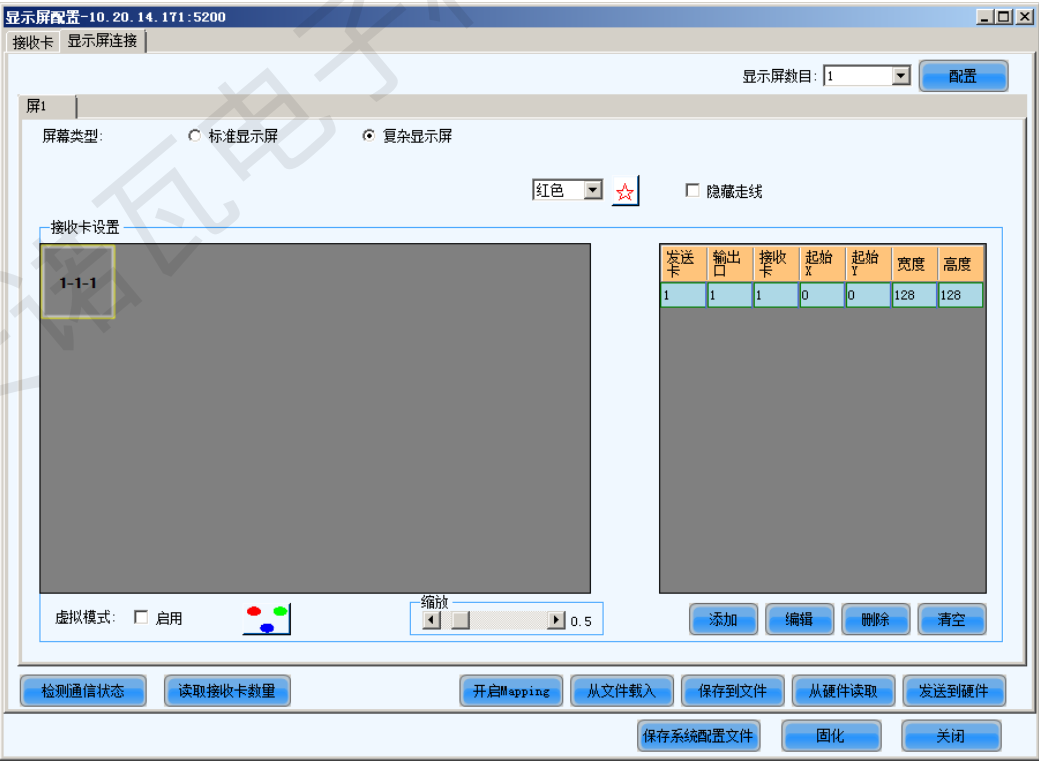 显示屏配置-10.20.14.171:5200
接收卡 显示屏连接
显示屏数目: 1 配置
屏1
屏幕类型: 标准显示屏 复杂显示屏
红色 隐藏走线
接收卡设置
发送卡 输出口 接收卡 起始X 起始Y 宽度 高度
1 1 1 0 0 128 128
1-1-1
虚拟模式: 启用
缩放
0.5
添加 编辑 删除 清空
检测通信状态 读取接收卡数量 开启Mapping 从文件载入 保存到文件 从硬件读取 发送到硬件
保存系统配置文件 固化 关闭
诺瓦电子